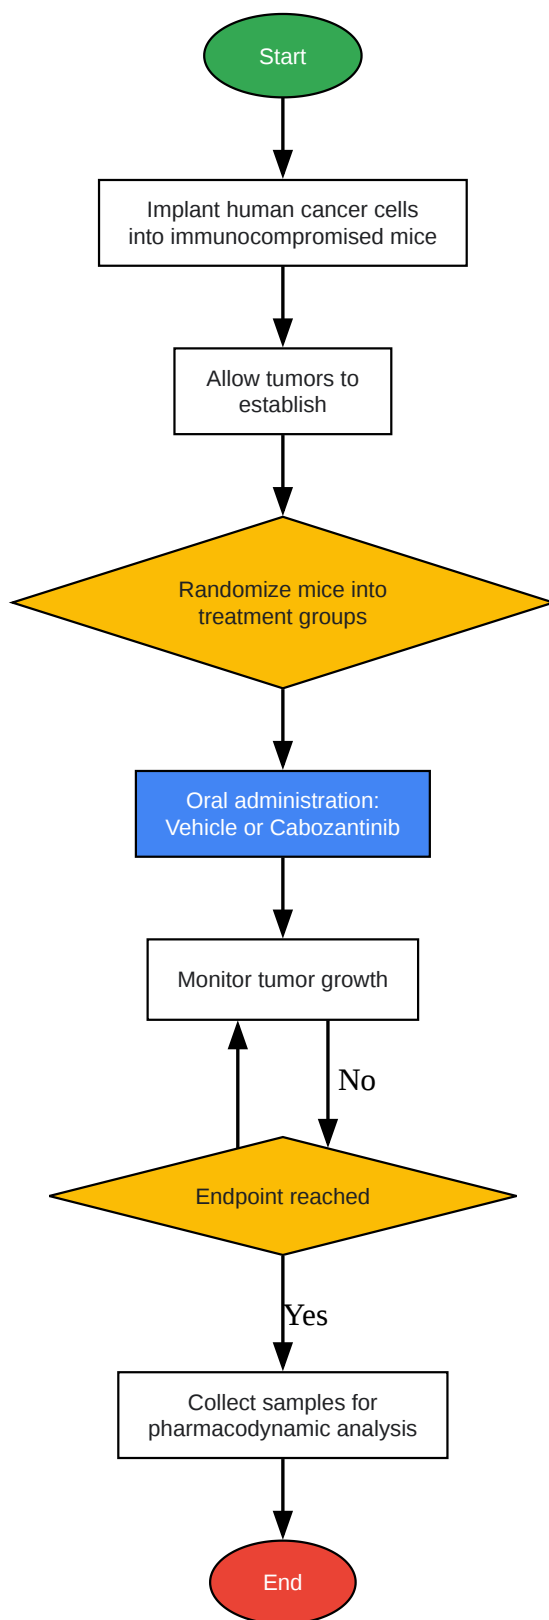 Start
Implant human cancer cells
into immunocompromised mice
Allow tumors to
establish
Randomize mice into
treatment groups
Oral administration:
Vehicle or Cabozantinib
Monitor tumor growth
No
Endpoint reached
Yes
Collect samples for
pharmacodynamic analysis
End